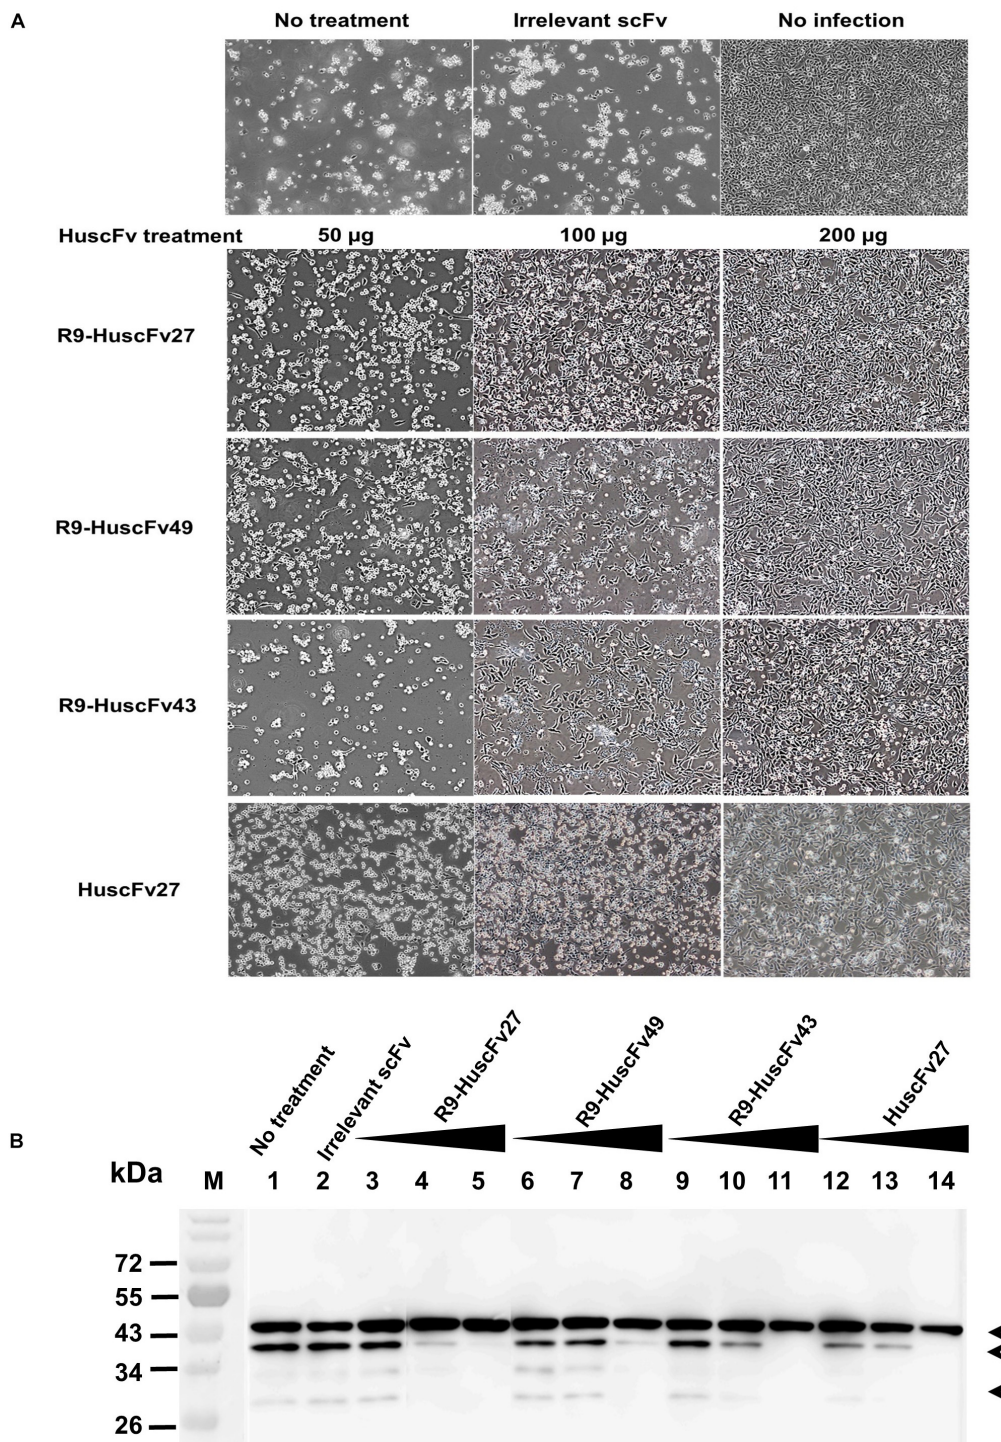 A
No treatment Irrelevant scFv No infection
HuscFv treatment 50 µg 100 µg 200 µg
R9-HuscFv27
R9-HuscFv49
R9-HuscFv43
HuscFv27
B
No treatment Irrelevant scFv R9-HuscFv27 R9-HuscFv49 R9-HuscFv43 HuscFv27
kDa M 1 2 3 4 5 6 7 8 9 10 11 12 13 14
72
55
43
34
26